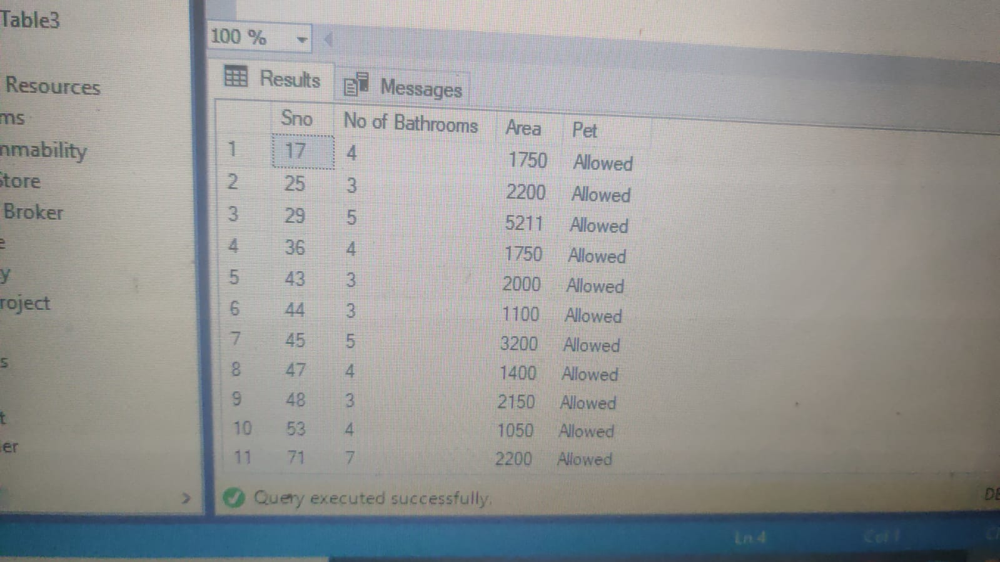 Table3
Resources
ms
nmability
Store
Broker
e
y
roject
s
t
er
100 %
Results Messages
Sno No of Bathrooms Area Pet
1 17 4 1750 Allowed
2 25 3 2200 Allowed
3 29 5 5211 Allowed
4 36 4 1750 Allowed
5 43 3 2000 Allowed
6 44 3 1100 Allowed
7 45 5 3200 Allowed
8 47 4 1400 Allowed
9 48 3 2150 Allowed
10 53 4 1050 Allowed
11 71 7 2200 Allowed
Query executed successfully.
DE
Ln 4 Col 1